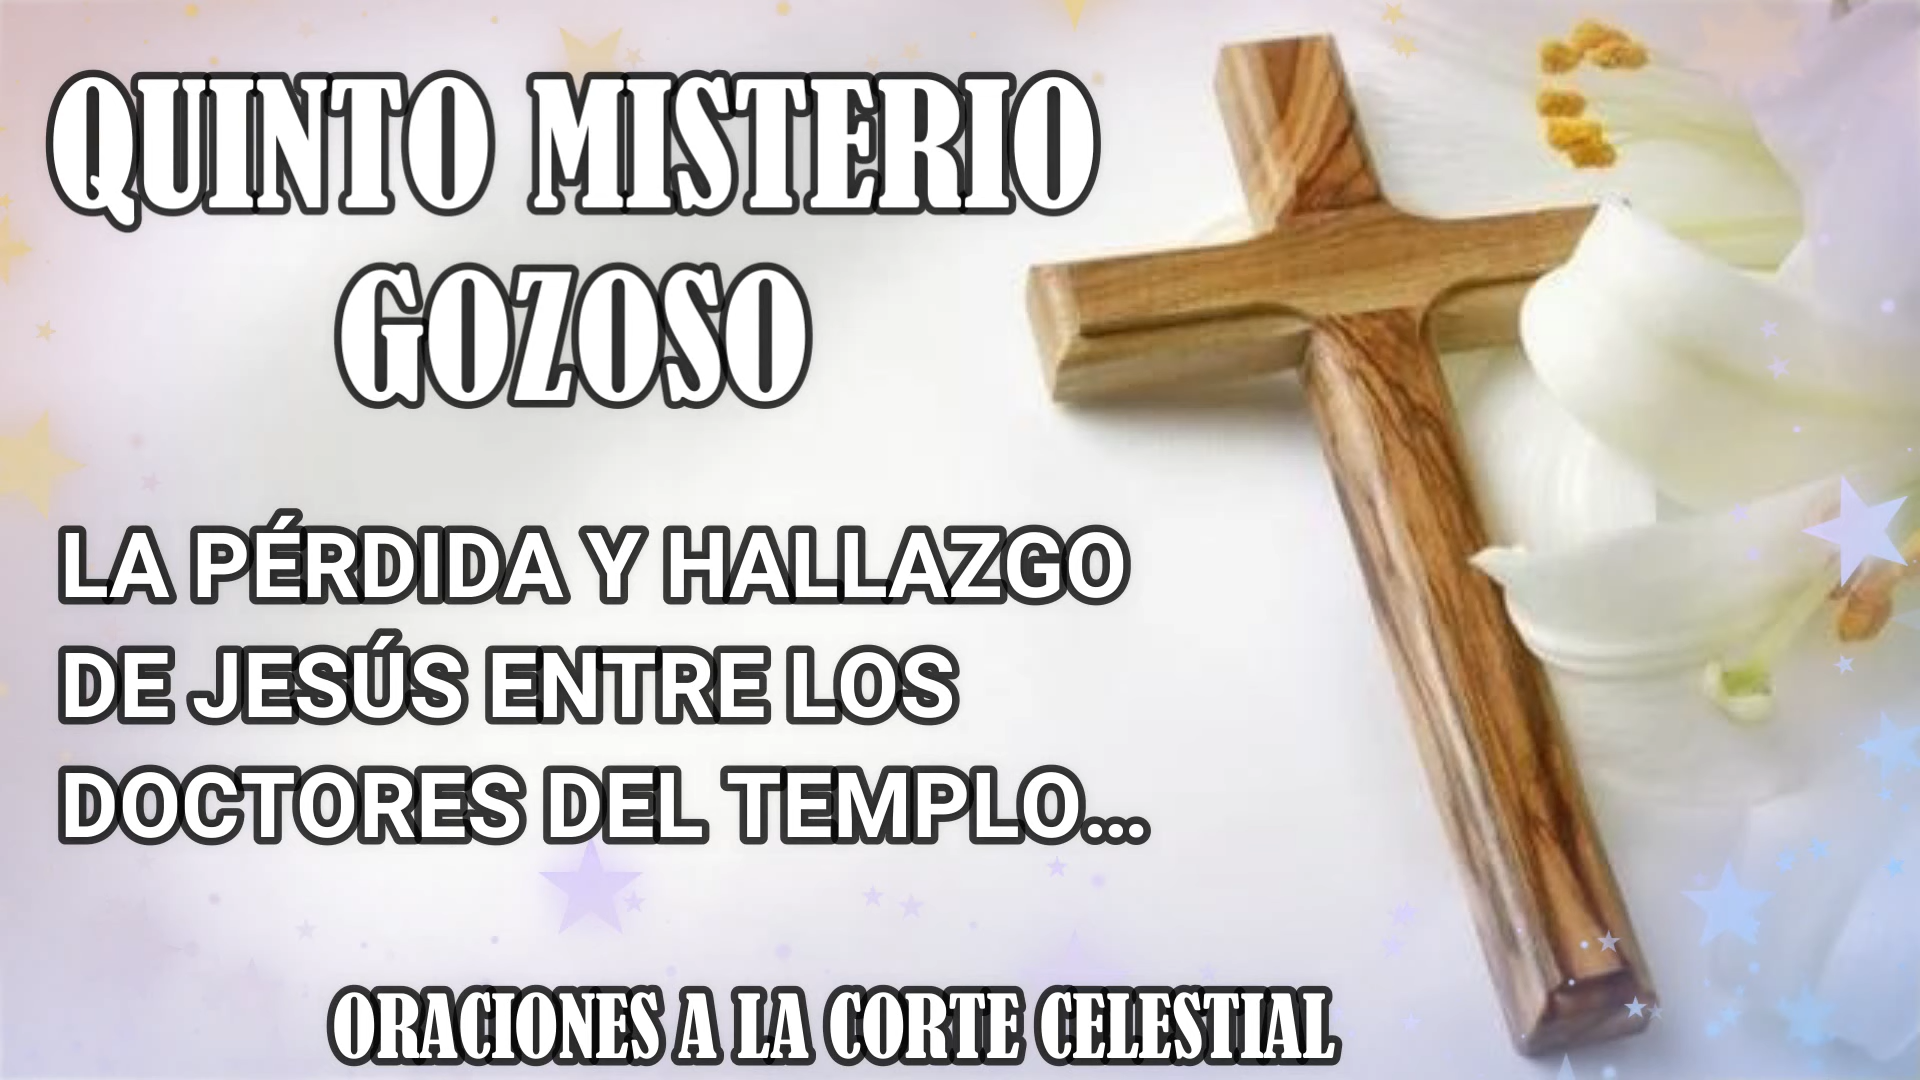 QUINTO MISTERIO
GOZOSO
LA PÉRDIDA Y HALLAZGO
DE JESÚS ENTRE LOS
DOCTORES DEL TEMPLO...
ORACIONES A LA CORTE CELESTIAL